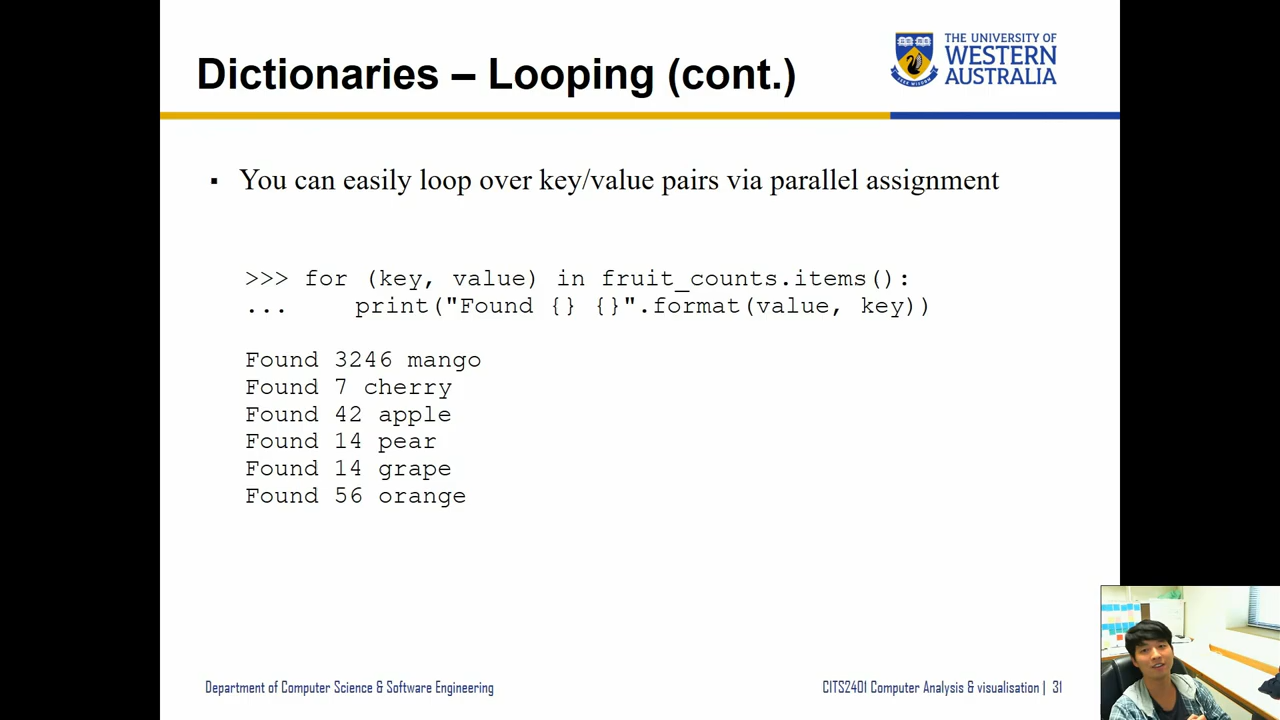 Dictionaries – Looping (cont.)
THE UNIVERSITY OF
WESTERN
AUSTRALIA
▪ You can easily loop over key/value pairs via parallel assignment
>>> for (key, value) in fruit_counts.items():
...     print("Found {} {}".format(value, key))
Found 3246 mango
Found 7 cherry
Found 42 apple
Found 14 pear
Found 14 grape
Found 56 orange
Department of Computer Science & Software Engineering
CITS2401 Computer Analysis & visualisation | 31